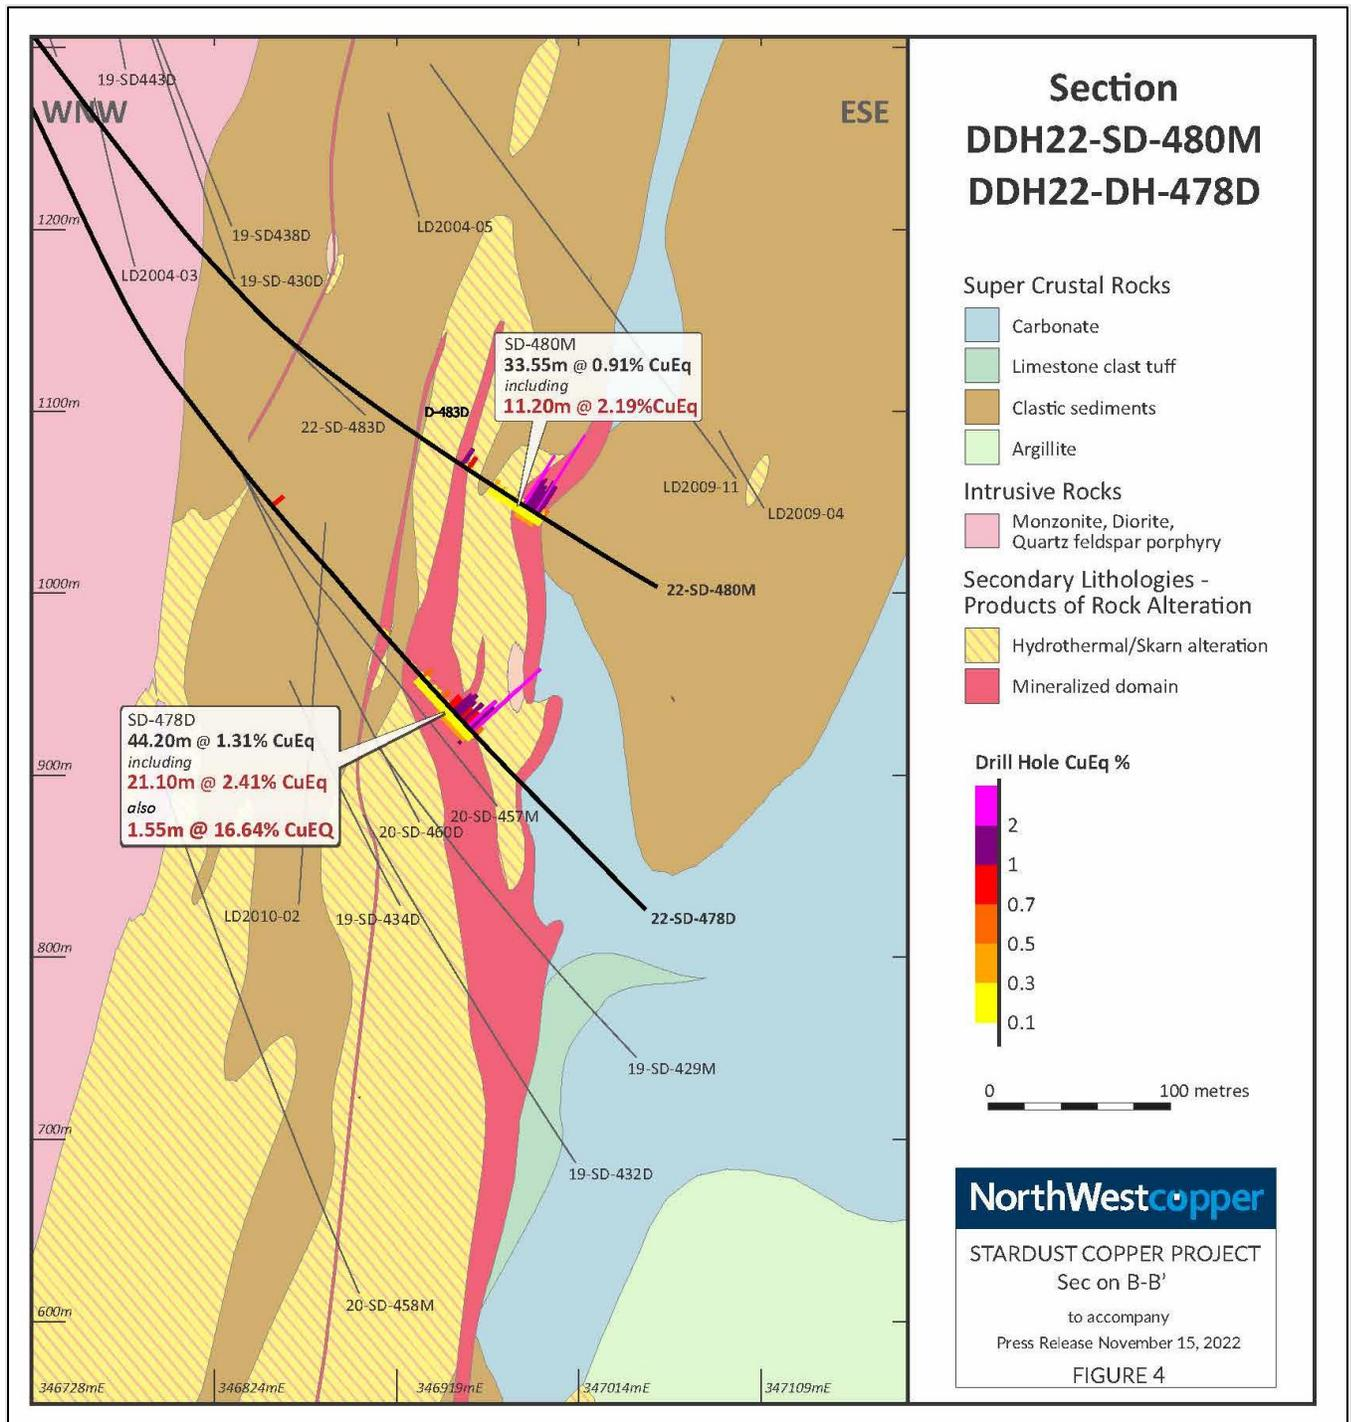 WNW
ESE
19-SD443D
1200m
19-SD438D
LD2004-05
LD2004-03
19-SD-430D
SD-480M
33.55m @ 0.91% CuEq
including
11.20m @ 2.19%CuEq
1100m
D-483D
22-SD-483D
LD2009-11
LD2009-04
1000m
22-SD-480M
SD-478D
44.20m @ 1.31% CuEq
including
21.10m @ 2.41% CuEq
also
1.55m @ 16.64% CuEQ
900m
20-SD-457M
20-SD-460D
LD2010-02
19-SD-434D
22-SD-478D
800m
19-SD-429M
700m
19-SD-432D
600m
20-SD-458M
346728mE
346824mE
346919mE
347014mE
347109mE
Section
DDH22-SD-480M
DDH22-DH-478D
Super Crustal Rocks
Carbonate
Limestone clast tuff
Clastic sediments
Argillite
Intrusive Rocks
Monzonite, Diorite,
Quartz feldspar porphyry
Secondary Lithologies -
Products of Rock Alteration
Hydrothermal/Skarn alteration
Mineralized domain
Drill Hole CuEq %
2
1
0.7
0.5
0.3
0.1
0 100 metres
NorthWestcopper
STARDUST COPPER PROJECT
Sec on B-B’
to accompany
Press Release November 15, 2022
FIGURE 4